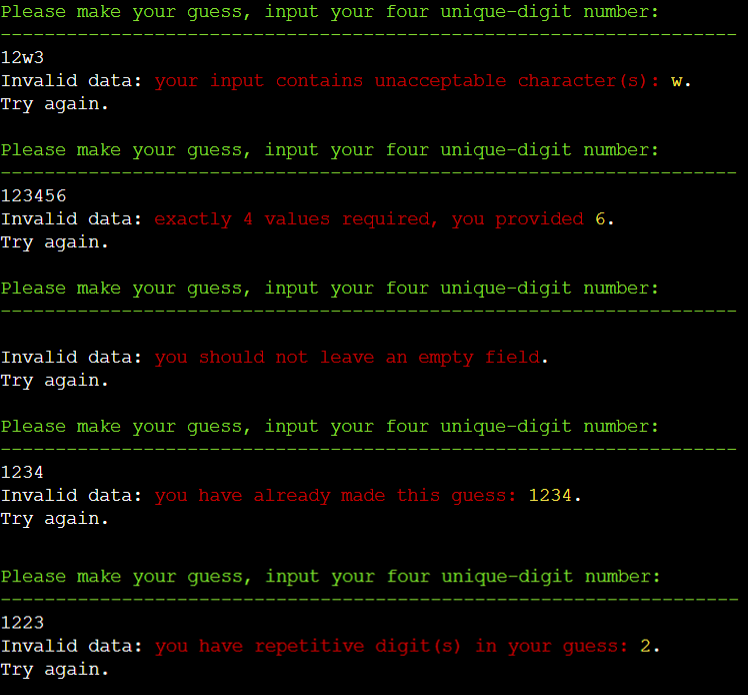 Please make your guess, input your four unique-digit number:
-------------------------------------------------------------------
12w3
Invalid data: your input contains unacceptable character(s): w.
Try again.
Please make your guess, input your four unique-digit number:
-------------------------------------------------------------------
123456
Invalid data: exactly 4 values required, you provided 6.
Try again.
Please make your guess, input your four unique-digit number:
-------------------------------------------------------------------
Invalid data: you should not leave an empty field.
Try again.
Please make your guess, input your four unique-digit number:
-------------------------------------------------------------------
1234
Invalid data: you have already made this guess: 1234.
Try again.
Please make your guess, input your four unique-digit number:
-------------------------------------------------------------------
1223
Invalid data: you have repetitive digit(s) in your guess: 2.
Try again.